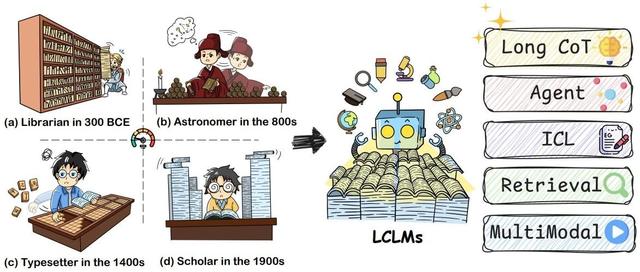 (a) Librarian in 300 BCE
(b) Astronomer in the 800s
(c) Typesetter in the 1400s
(d) Scholar in the 1900s
LCLMs
Long CoT
Agent
ICL
Retrieval
MultiModal